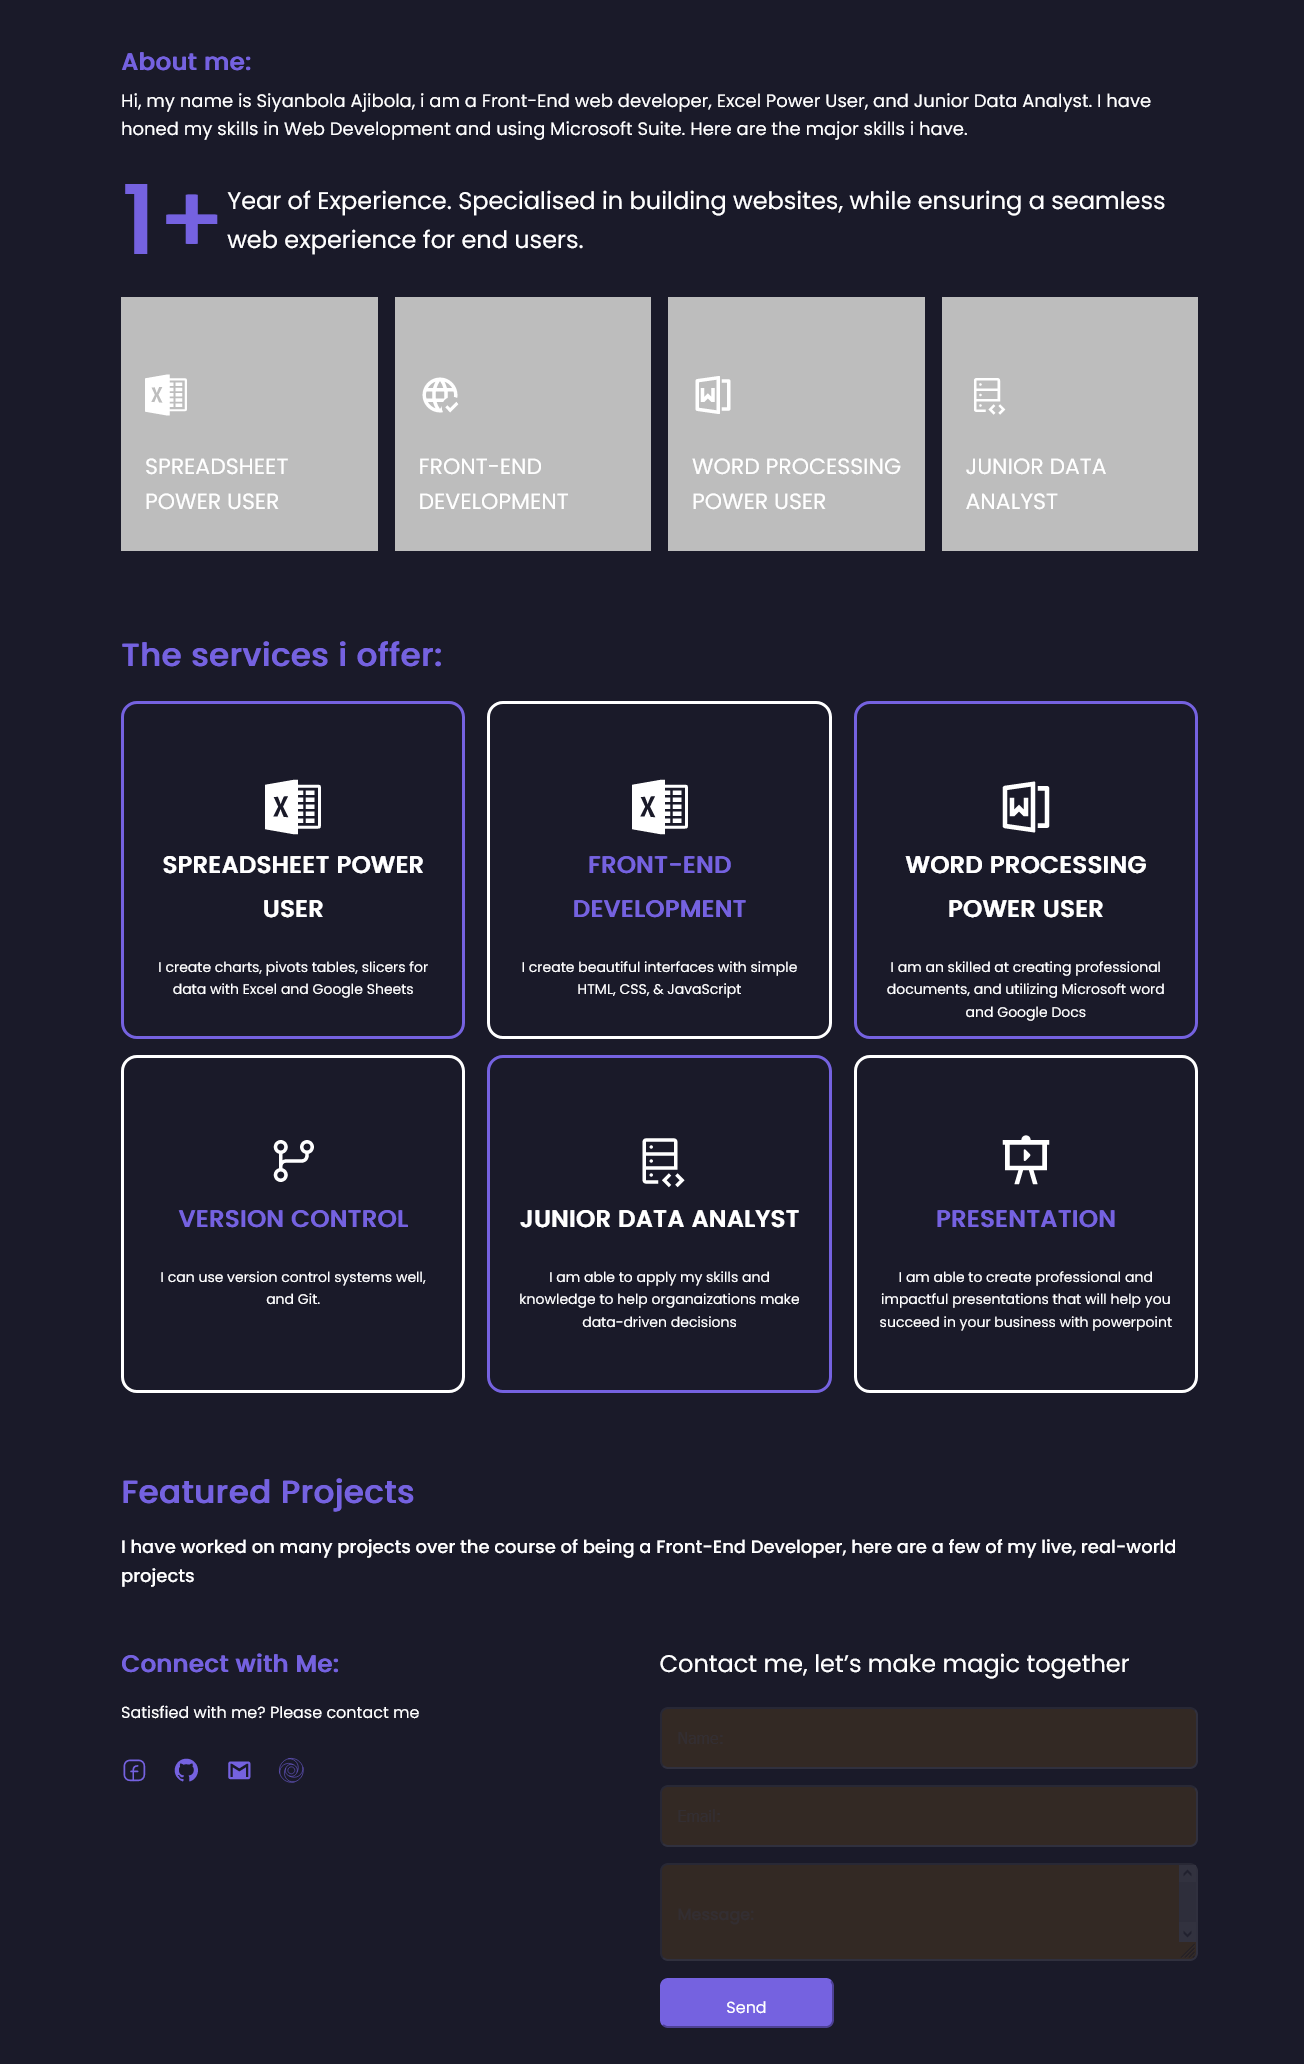 About me:
Hi, my name is Siyanbola Ajibola, i am a Front-End web developer, Excel Power User, and Junior Data Analyst. I have
honed my skills in Web Development and using Microsoft Suite. Here are the major skills i have.
1+
Year of Experience. Specialised in building websites, while ensuring a seamless
web experience for end users.
SPREADSHEET
POWER USER
FRONT-END
DEVELOPMENT
WORD PROCESSING
POWER USER
JUNIOR DATA
ANALYST
The services i offer:
SPREADSHEET POWER
USER
I create charts, pivots tables, slicers for
data with Excel and Google Sheets
FRONT-END
DEVELOPMENT
I create beautiful interfaces with simple
HTML, CSS, & JavaScript
WORD PROCESSING
POWER USER
I am an skilled at creating professional
documents, and utilizing Microsoft word
and Google Docs
VERSION CONTROL
I can use version control systems well,
and Git.
JUNIOR DATA ANALYST
I am able to apply my skills and
knowledge to help organaizations make
data-driven decisions
PRESENTATION
I am able to create professional and
impactful presentations that will help you
succeed in your business with powerpoint
Featured Projects
I have worked on many projects over the course of being a Front-End Developer, here are a few of my live, real-world
projects
Connect with Me:
Satisfied with me? Please contact me
Contact me, let's make magic together
Name:
Email:
Message:
Send